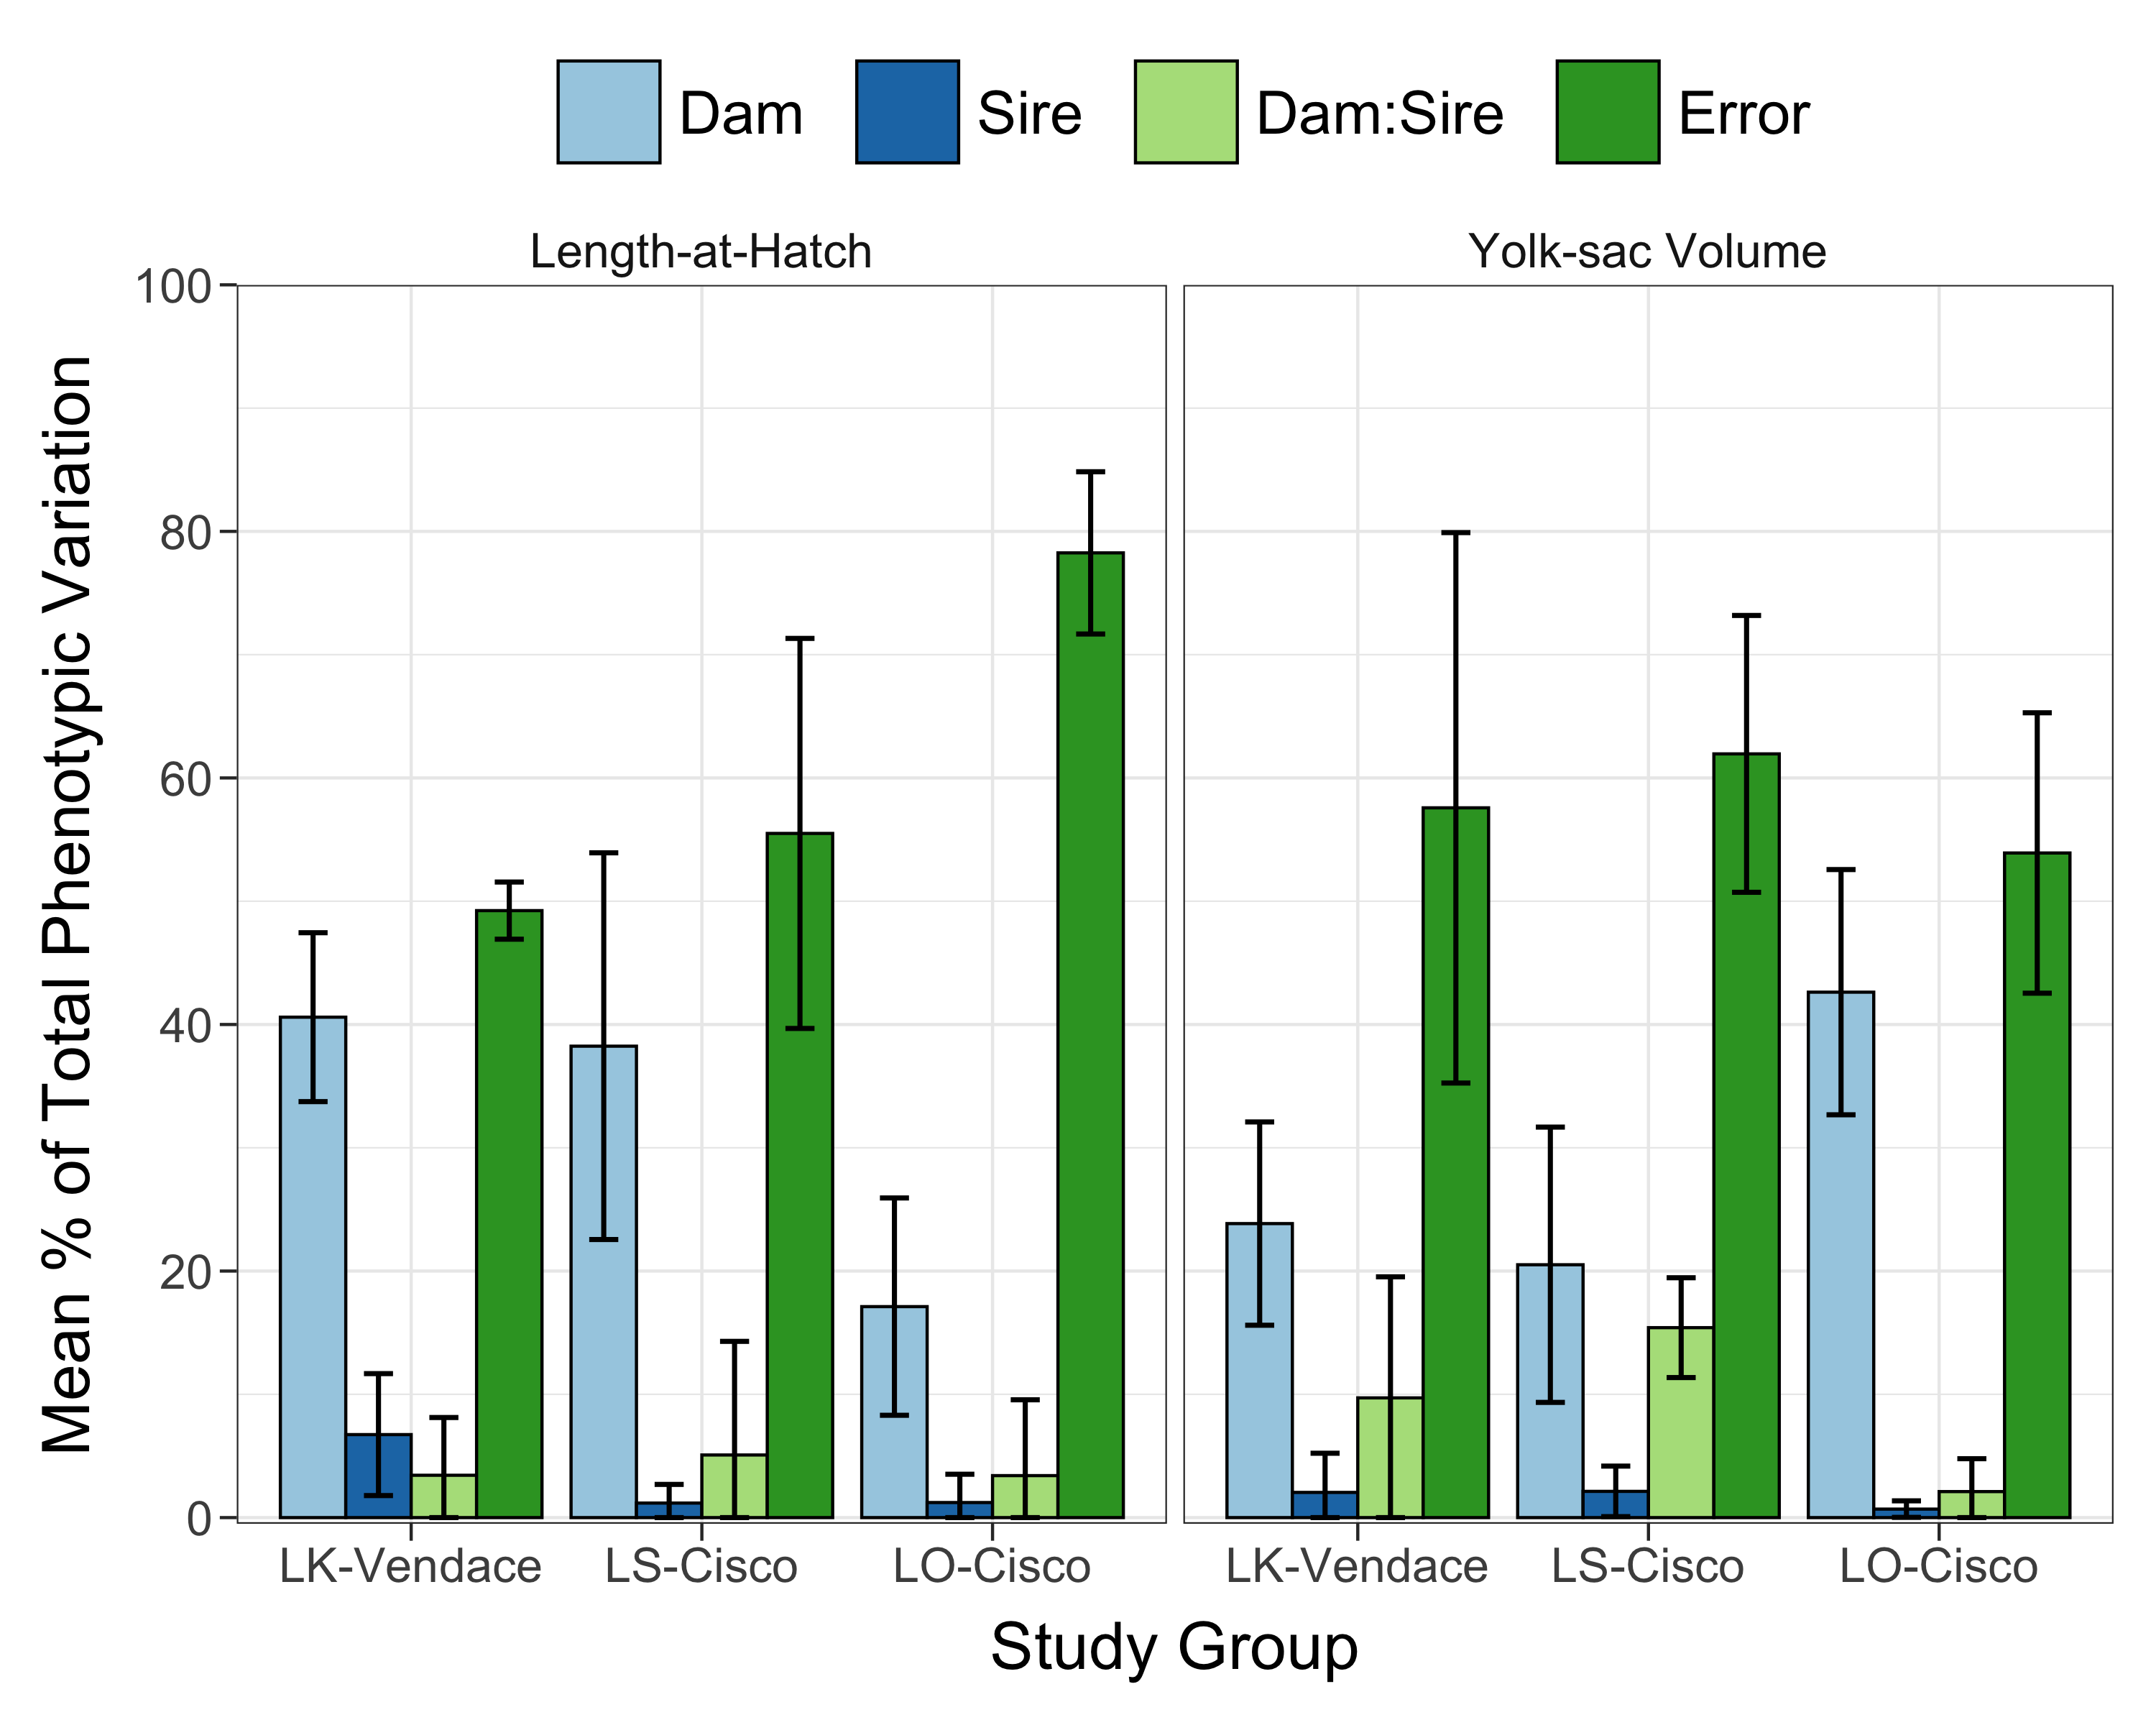 Dam Sire Dam:Sire Error
Length-at-Hatch Yolk-sac Volume
Mean % of Total Phenotypic Variation
100
80
60
40
20
0
LK-Vendace LS-Cisco LO-Cisco LK-Vendace LS-Cisco LO-Cisco
Study Group